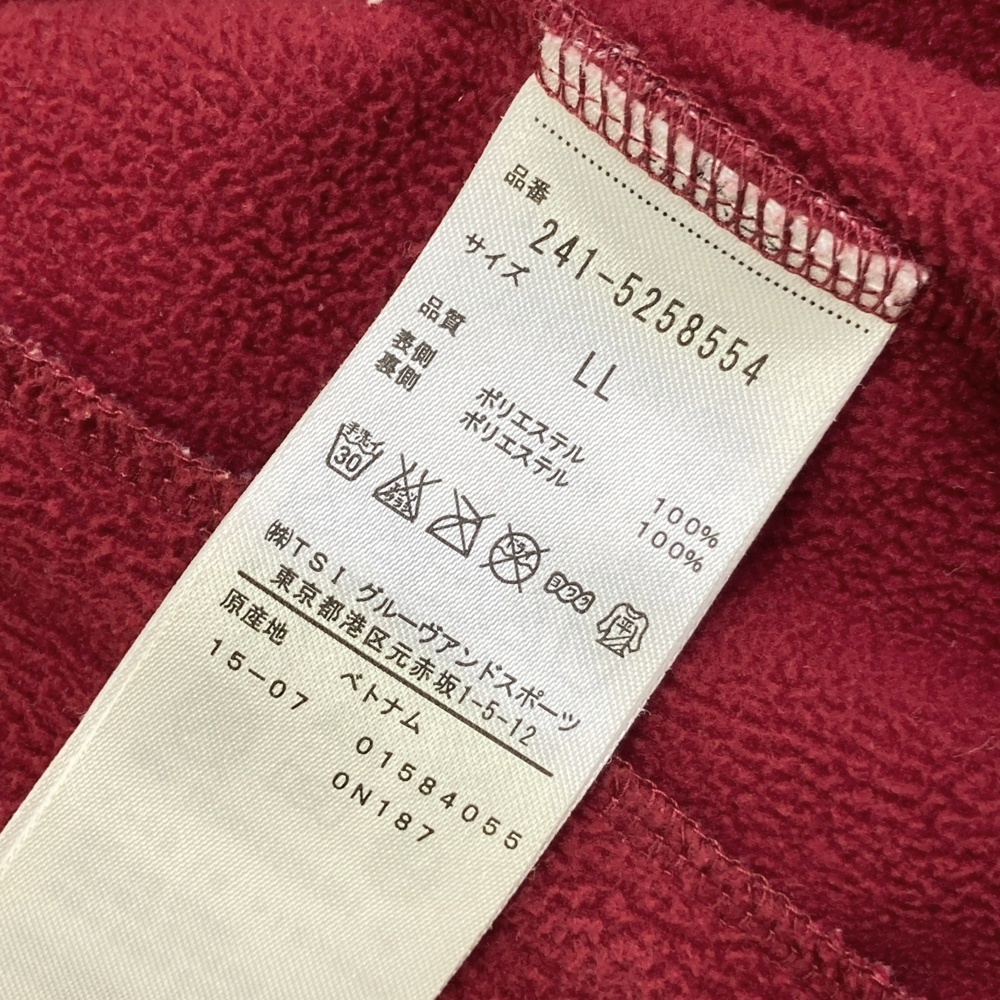 品番
241-5258554
サイズ
LL
品質
表側 ポリエステル 100%
裏側 ポリエステル 100%
手洗イ 30 ドライ 平
㈱TSI グルーヴアンドスポーツ
東京都港区元赤坂1-5-12
原産地 ベトナム
15-07 01584055
0N187